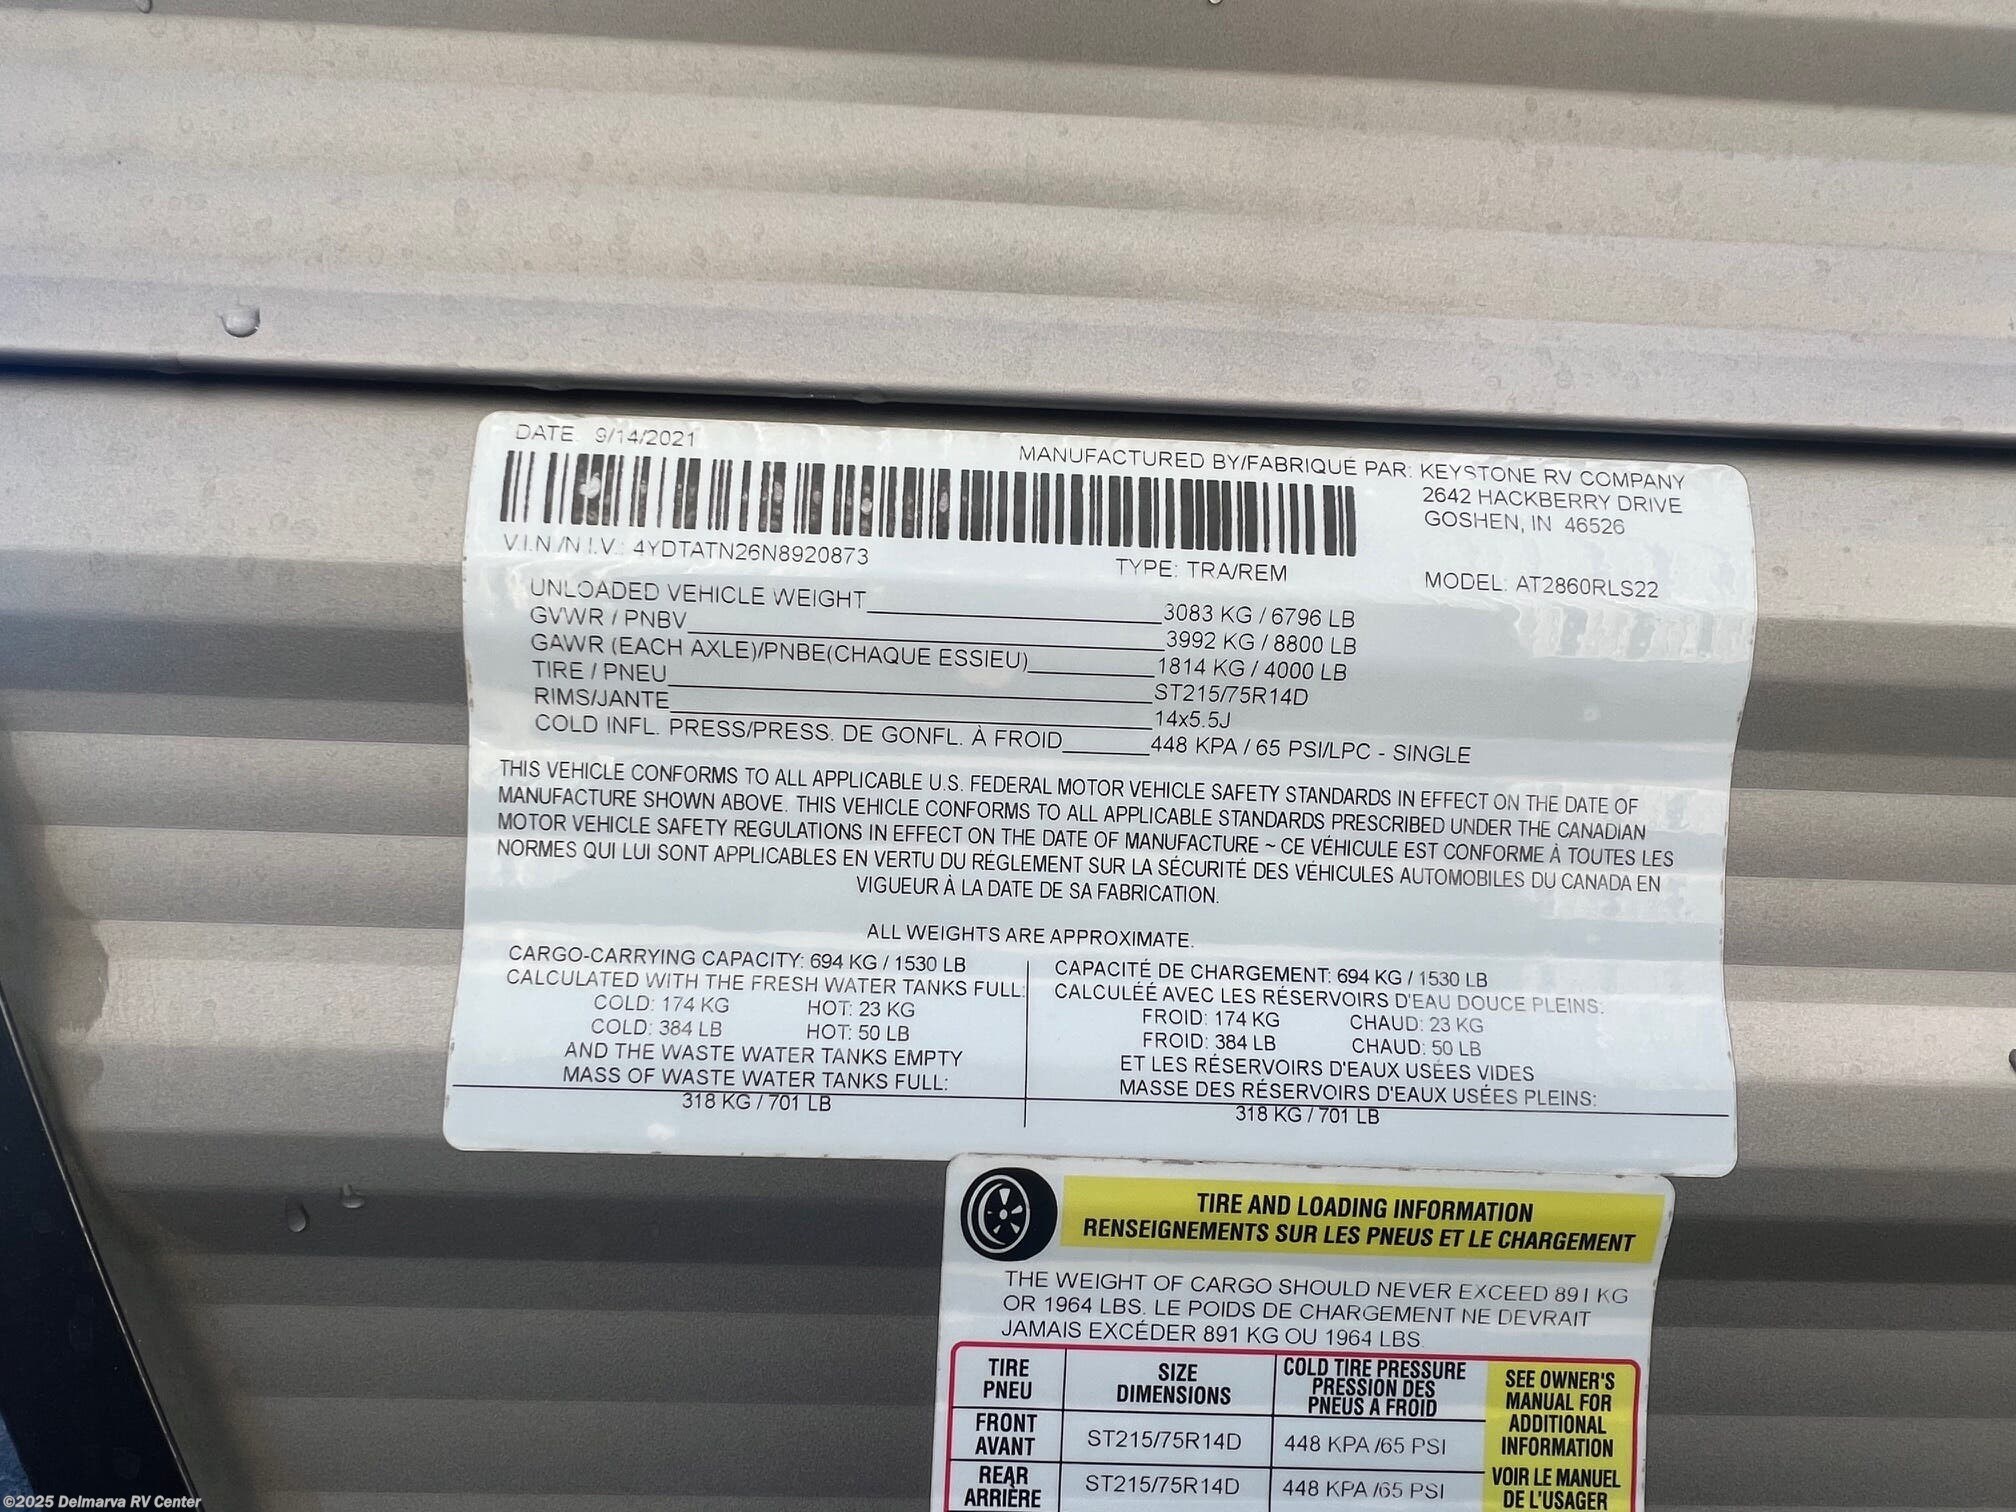 DATE. 9/14/2021
MANUFACTURED BY/FABRIQUÉ PAR: KEYSTONE RV COMPANY
2642 HACKBERRY DRIVE
GOSHEN, IN 46526
V.I.N./N.I.V.: 4YDTATN26N8920873
TYPE: TRA/REM
MODEL: AT2860RLS22
UNLOADED VEHICLE WEIGHT 3083 KG / 6796 LB
GVWR / PNBV 3992 KG / 8800 LB
GAWR (EACH AXLE)/PNBE(CHAQUE ESSIEU) 1814 KG / 4000 LB
TIRE / PNEU ST215/75R14D
RIMS/JANTE 14x5.5J
COLD INFL. PRESS/PRESS. DE GONFL. À FROID 448 KPA / 65 PSI/LPC - SINGLE
THIS VEHICLE CONFORMS TO ALL APPLICABLE U.S. FEDERAL MOTOR VEHICLE SAFETY STANDARDS IN EFFECT ON THE DATE OF
MANUFACTURE SHOWN ABOVE. THIS VEHICLE CONFORMS TO ALL APPLICABLE STANDARDS PRESCRIBED UNDER THE CANADIAN
MOTOR VEHICLE SAFETY REGULATIONS IN EFFECT ON THE DATE OF MANUFACTURE ~ CE VÉHICULE EST CONFORME À TOUTES LES
NORMES QUI LUI SONT APPLICABLES EN VERTU DU RÉGLEMENT SUR LA SÉCURITÉ DES VÉHICULES AUTOMOBILES DU CANADA EN
VIGUEUR À LA DATE DE SA FABRICATION.
ALL WEIGHTS ARE APPROXIMATE.
CARGO-CARRYING CAPACITY: 694 KG / 1530 LB
CALCULATED WITH THE FRESH WATER TANKS FULL:
COLD: 174 KG HOT: 23 KG
COLD: 384 LB HOT: 50 LB
AND THE WASTE WATER TANKS EMPTY
MASS OF WASTE WATER TANKS FULL:
318 KG / 701 LB
CAPACITÉ DE CHARGEMENT: 694 KG / 1530 LB
CALCULÉÉ AVEC LES RÉSERVOIRS D'EAU DOUCE PLEINS:
FROID: 174 KG CHAUD: 23 KG
FROID: 384 LB CHAUD: 50 LB
ET LES RÉSERVOIRS D'EAUX USÉES VIDES
MASSE DES RÉSERVOIRS D'EAUX USÉES PLEINS:
318 KG / 701 LB
TIRE AND LOADING INFORMATION
RENSEIGNEMENTS SUR LES PNEUS ET LE CHARGEMENT
THE WEIGHT OF CARGO SHOULD NEVER EXCEED 891 KG
OR 1964 LBS. LE POIDS DE CHARGEMENT NE DEVRAIT
JAMAIS EXCÉDER 891 KG OU 1964 LBS.
TIRE
PNEU
SIZE
DIMENSIONS
COLD TIRE PRESSURE
PRESSION DES
PNEUS A FROID
SEE OWNER'S
MANUAL FOR
ADDITIONAL
INFORMATION
VOIR LE MANUEL
DE L'USAGER
FRONT
AVANT
ST215/75R14D
448 KPA /65 PSI
REAR
ARRIÈRE
ST215/75R14D
448 KPA /65 PSI
©2025 Delmarva RV Center